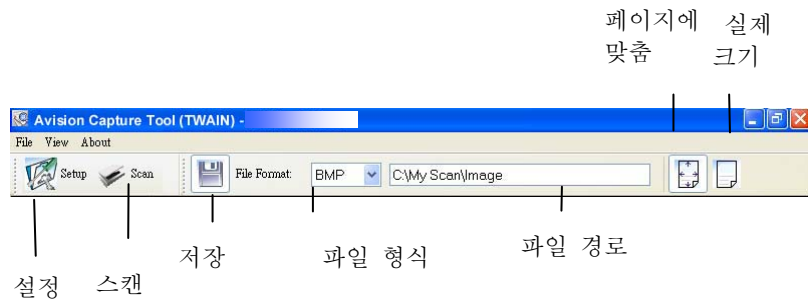 페이지에 맞춤
실제 크기
Avision Capture Tool (TWAIN) -
File View About
Setup Scan File Format: BMP C:\My Scan\Image
저장 파일 형식 파일 경로
설정 스캔